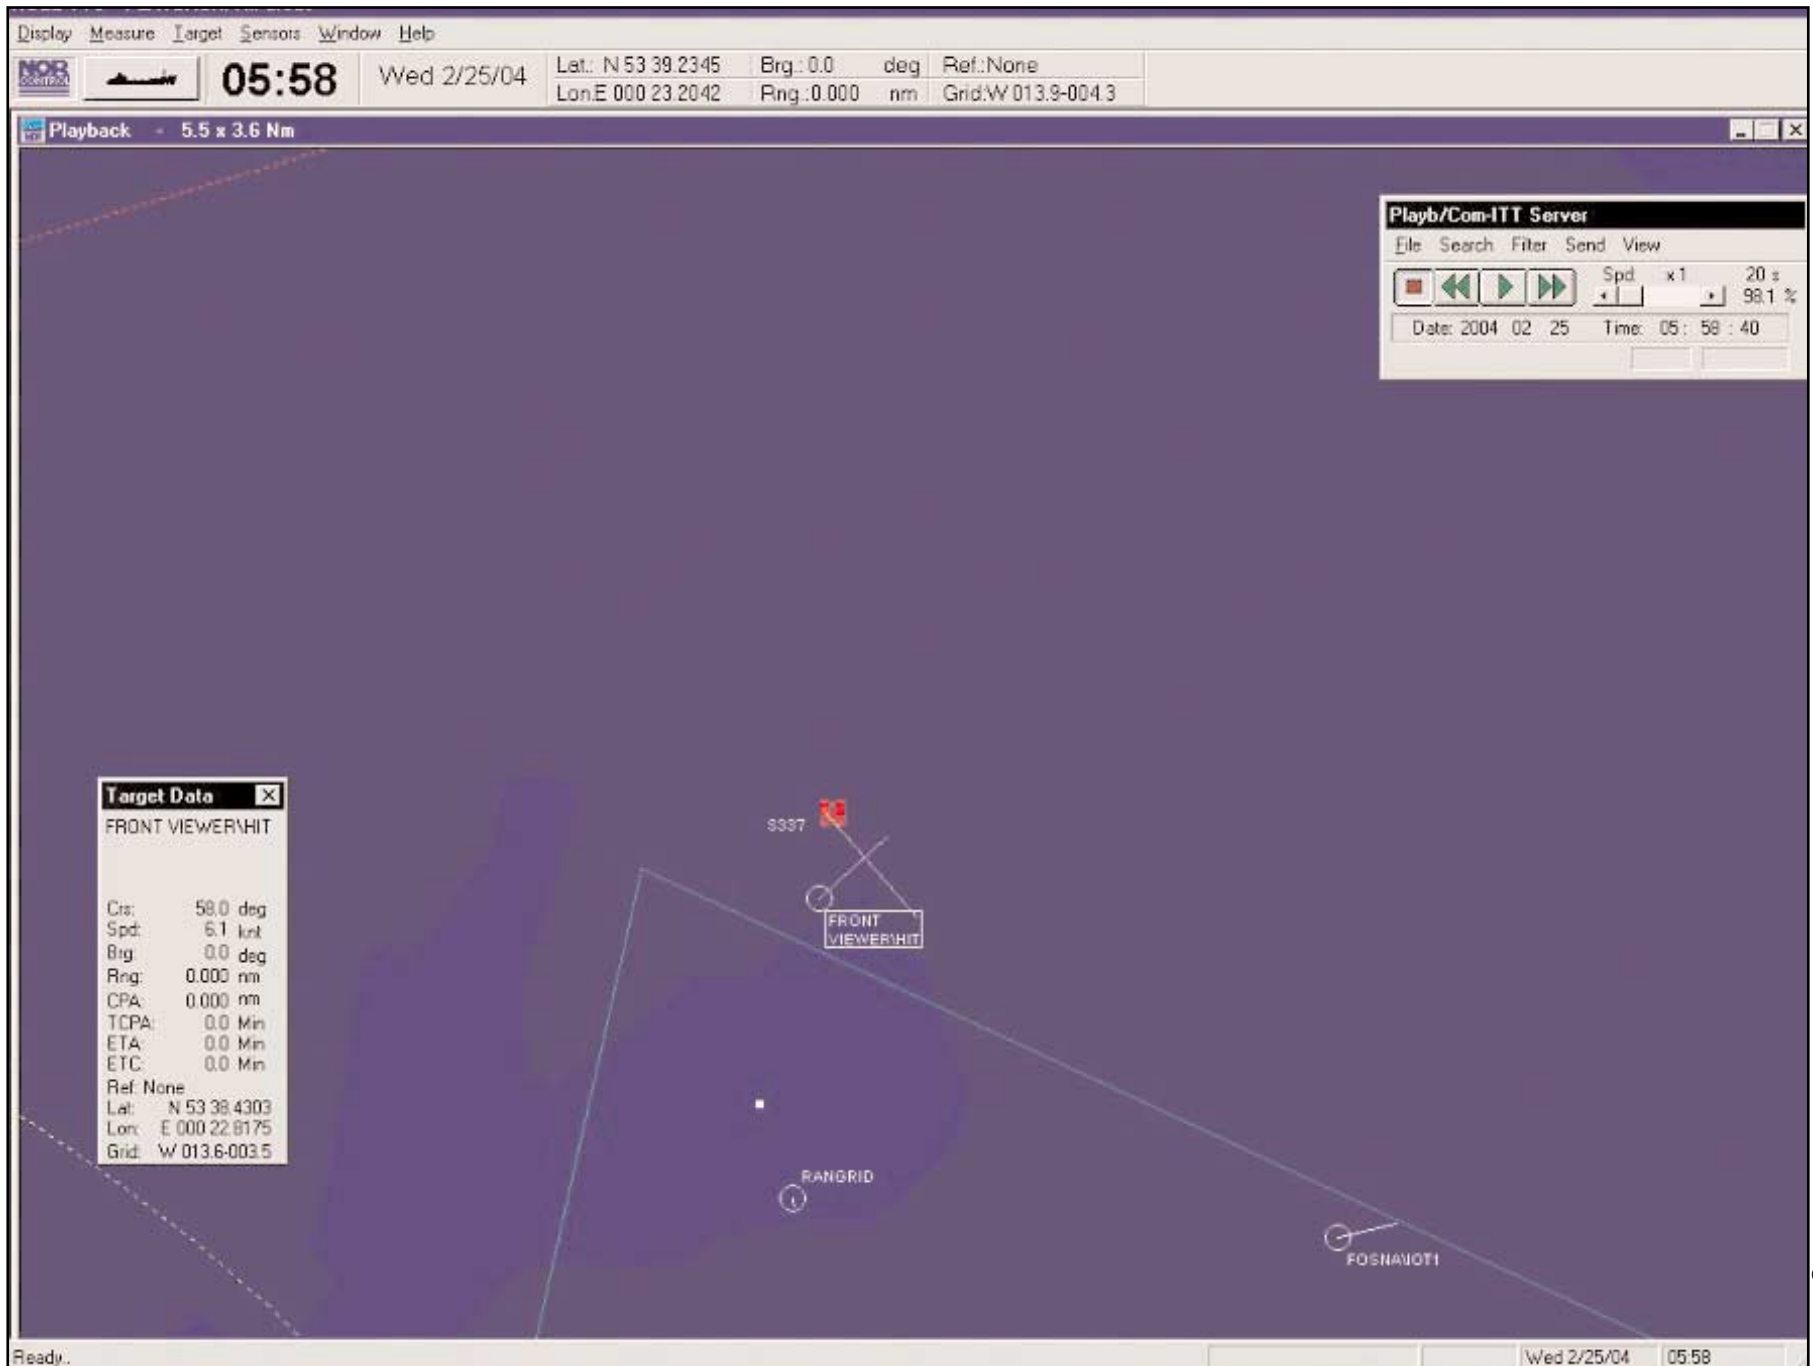 Display Measure Target Sensors Window Help
NOR CONTROL
05:58
Wed 2/25/04
Lat.: N 53 39.2345 Brg.: 0.0 deg Ref.:None
Lon.E 000 23.2042 Rng.:0.000 nm Grid:W 013.9-004.3
Playback - 5.5 x 3.6 Nm
Playb/Com-ITT Server
File Search Filter Send View
Spd x 1 20 s
98.1 %
Date: 2004 02 25 Time: 05 : 58 : 40
Target Data
FRONT VIEWER\HIT
Crs: 58.0 deg
Spd: 6.1 knt
Brg: 0.0 deg
Rng: 0.000 nm
CPA: 0.000 nm
TCPA: 0.0 Min
ETA: 0.0 Min
ETC: 0.0 Min
Ref: None
Lat: N 53 38.4303
Lon: E 000 22.8175
Grid: W 013.6-003.5
S337
FRONT
VIEWER\HIT
RANGRID
FOSNA\IOT1
Ready..
Wed 2/25/04 05:58